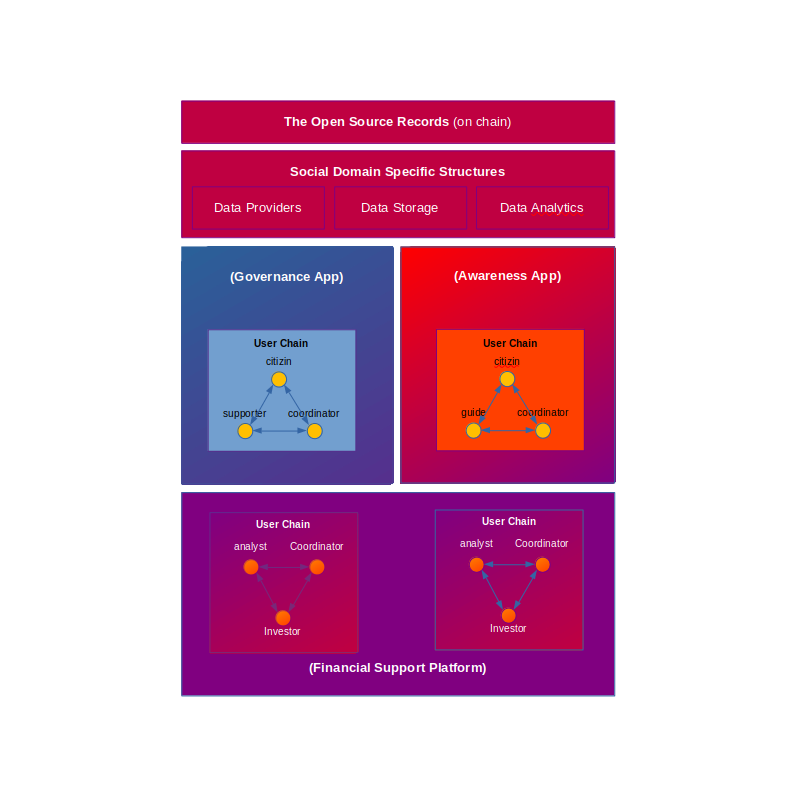 The Open Source Records (on chain)
Social Domain Specific Structures
Data Providers
Data Storage
Data Analytics
(Governance App)
User Chain
citizin
supporter
coordinator
(Awareness App)
User Chain
citizin
guide
coordinator
User Chain
analyst
Coordinator
Investor
User Chain
analyst
Coordinator
Investor
(Financial Support Platform)